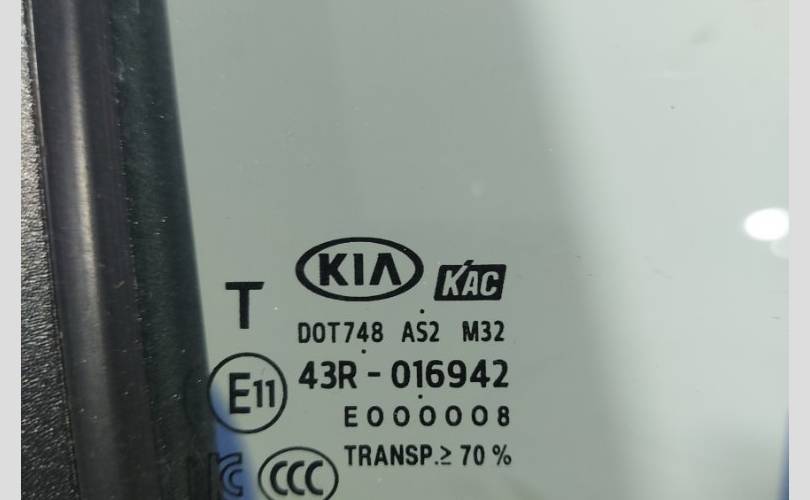 KIA KAC
T
DOT748 AS2 M32
E11 43R - 016942
E000008
TRANSP.≥ 70 %
CCC